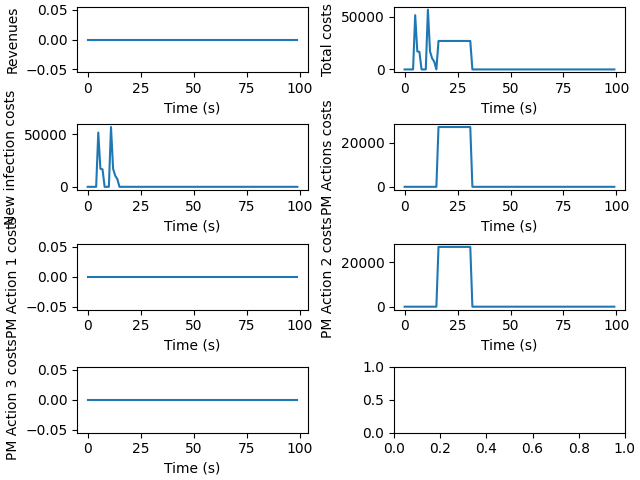 Revenues
0.05
0.00
−0.05
0 25 50 75 100
Time (s)
Total costs
50000
0
0 25 50 75 100
Time (s)
New infection costs
50000
0
0 25 50 75 100
Time (s)
PM Actions costs
20000
0
0 25 50 75 100
Time (s)
PM Action 1 costs
0.05
0.00
−0.05
0 25 50 75 100
Time (s)
PM Action 2 costs
20000
0
0 25 50 75 100
Time (s)
PM Action 3 costs
0.05
0.00
−0.05
0 25 50 75 100
Time (s)
1.0
0.5
0.0
0.0 0.2 0.4 0.6 0.8 1.0